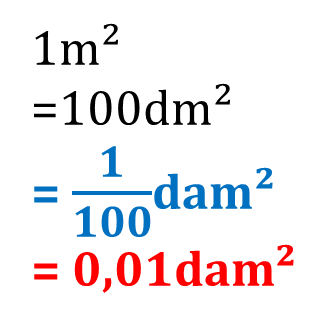 1m²
=100dm²
= 1/100 dam²
= 0,01dam²